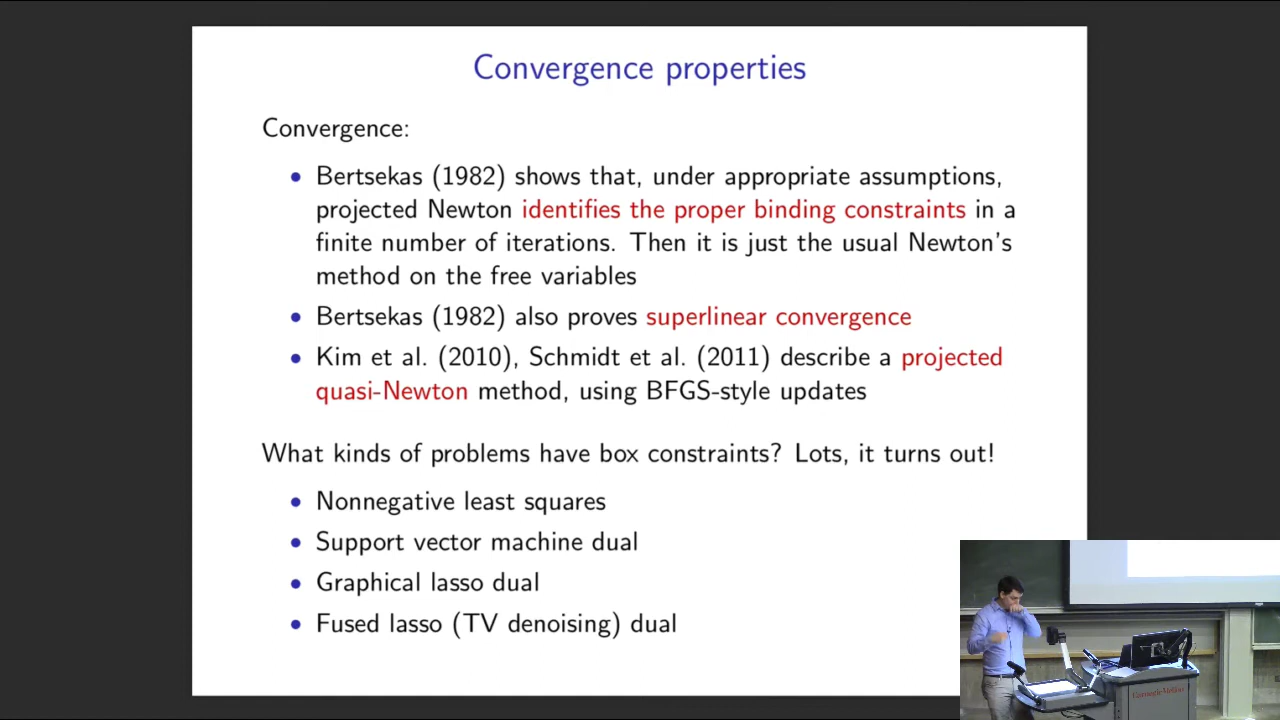 Convergence properties
Convergence:
• Bertsekas (1982) shows that, under appropriate assumptions,
projected Newton identifies the proper binding constraints in a
finite number of iterations. Then it is just the usual Newton's
method on the free variables
• Bertsekas (1982) also proves superlinear convergence
• Kim et al. (2010), Schmidt et al. (2011) describe a projected
quasi-Newton method, using BFGS-style updates
What kinds of problems have box constraints? Lots, it turns out!
• Nonnegative least squares
• Support vector machine dual
• Graphical lasso dual
• Fused lasso (TV denoising) dual
Carnegie Mellon